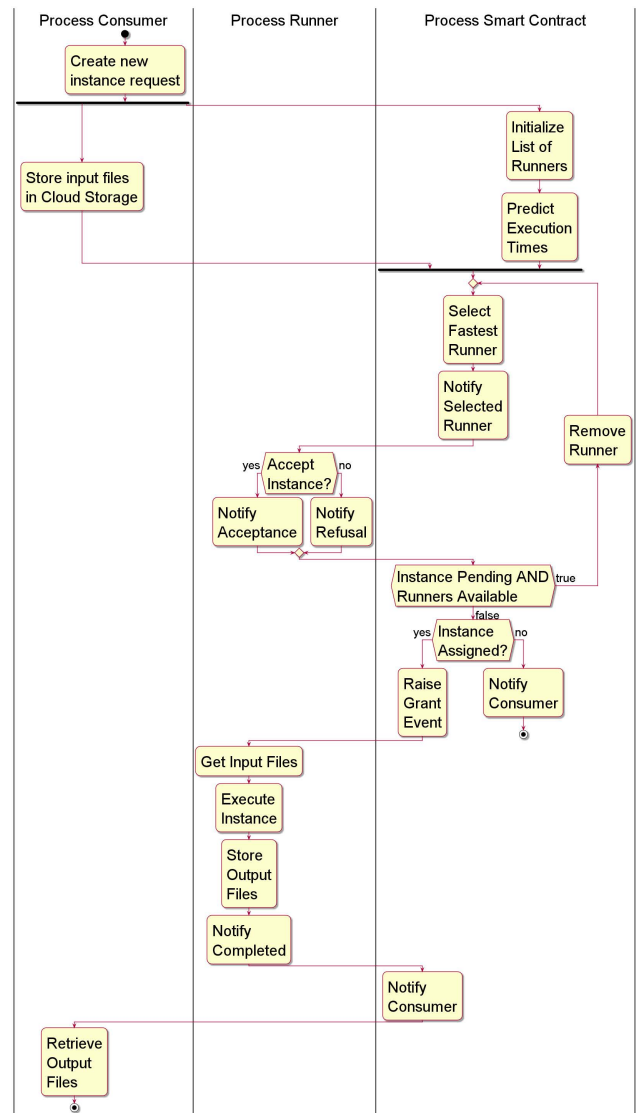 Process Consumer
Process Runner
Process Smart Contract
Create new
instance request
Initialize
List of
Runners
Store input files
in Cloud Storage
Predict
Execution
Times
Select
Fastest
Runner
Notify
Selected
Runner
Remove
Runner
yes
Accept
Instance?
no
Notify
Acceptance
Notify
Refusal
Instance Pending AND
Runners Available
true
false
yes
Instance
Assigned?
no
Raise
Grant
Event
Notify
Consumer
Get Input Files
Execute
Instance
Store
Output
Files
Notify
Completed
Notify
Consumer
Retrieve
Output
Files